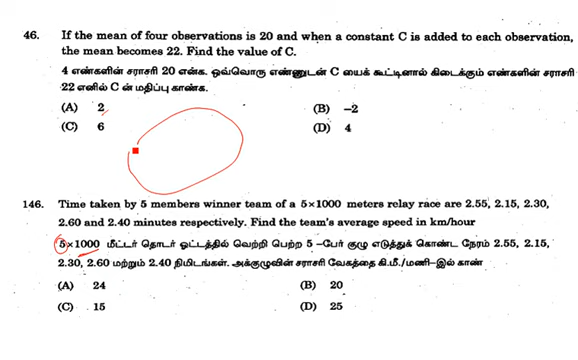 46. If the mean of four observations is 20 and when a constant C is added to each observation,
the mean becomes 22. Find the value of C.
4 எண்களின் சராசரி 20 என்க. ஒவ்வொரு எண்ணுடன் C யைக் கூட்டினால் கிடைக்கும் எண்களின் சராசரி
22 எனில் C ன் மதிப்பு காண்க.
(A) 2 (B) −2
(C) 6 (D) 4
146. Time taken by 5 members winner team of a 5×1000 meters relay race are 2.55, 2.15, 2.30,
2.60 and 2.40 minutes respectively. Find the team's average speed in km/hour
5×1000 மீட்டர் தொடர் ஓட்டத்தில் வெற்றி பெற்ற 5 –பேர் குழு எடுத்துக் கொண்ட நேரம் 2.55, 2.15,
2.30, 2.60 மற்றும் 2.40 நிமிடங்கள். அக்குழுவின் சராசரி வேகத்தை கி.மீ./மணி–இல் காண்
(A) 24 (B) 20
(C) 15 (D) 25